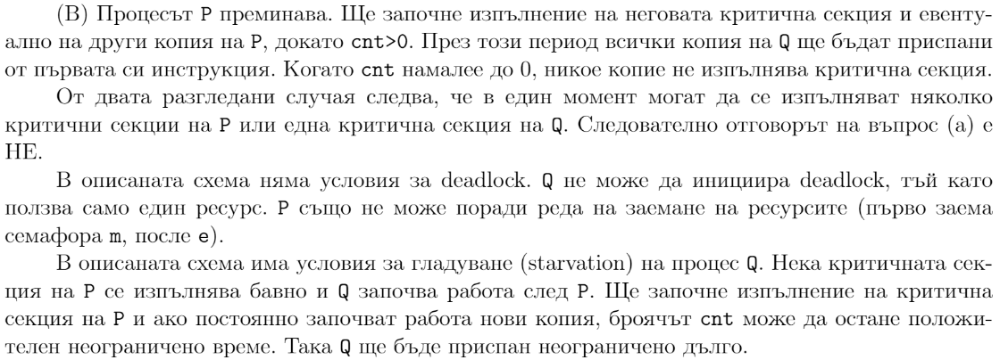 (B) Процесът P преминава. Ще започне изпълнение на неговата критична секция и евенту-
ално на други копия на P, докато cnt>0. През този период всички копия на Q ще бъдат приспани
от първата си инструкция. Когато cnt намалее до 0, никое копие не изпълнява критична секция.
От двата разгледани случая следва, че в един момент могат да се изпълняват няколко
критични секции на P или една критична секция на Q. Следователно отговорът на въпрос (а) е
НЕ.
В описаната схема няма условия за deadlock. Q не може да инициира deadlock, тъй като
ползва само един ресурс. P също не може поради реда на заемане на ресурсите (първо заема
семафора m, после e).
В описаната схема има условия за гладуване (starvation) на процес Q. Нека критичната сек-
ция на P се изпълнява бавно и Q започва работа след P. Ще започне изпълнение на критична
секция на P и ако постоянно започват работа нови копия, броячът cnt може да остане положи-
телен неограничено време. Така Q ще бъде приспан неограничено дълго.